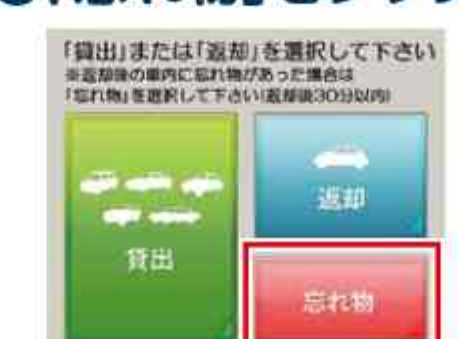 「貸出」または「返却」を選択して下さい
※返却後の車内に忘れ物があった場合は
「忘れ物」を選択して下さい(返却後30分以内)
貸出
返却
忘れ物